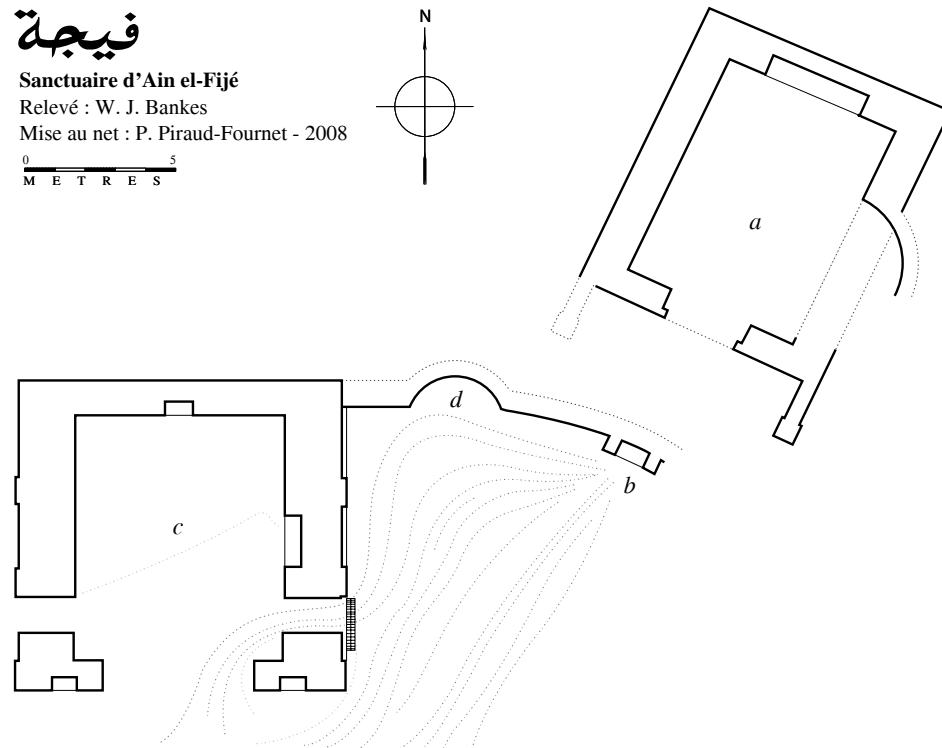 فيجة
Sanctuaire d'Ain el-Fijé
Relevé : W. J. Bankes
Mise au net : P. Piraud-Fournet - 2008
0 5
M E T R E S
N
a
d
b
c